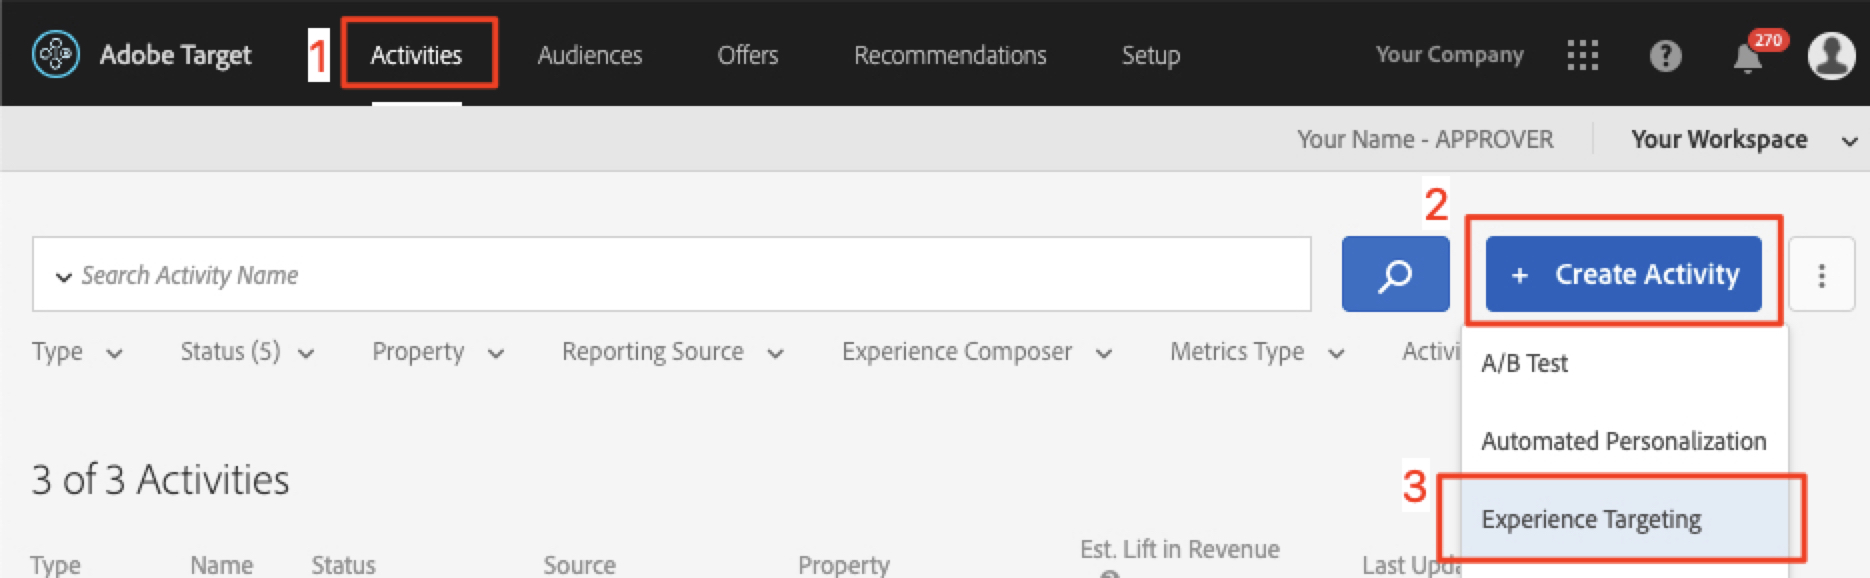 Adobe Target 1 Activities Audiences Offers Recommendations Setup Your Company 270
Your Name - APPROVER Your Workspace
2
Search Activity Name + Create Activity
Type Status (5) Property Reporting Source Experience Composer Metrics Type Activi
A/B Test
Automated Personalization
3 of 3 Activities
3
Experience Targeting
Type Name Status Source Property Est. Lift in Revenue Last Upda